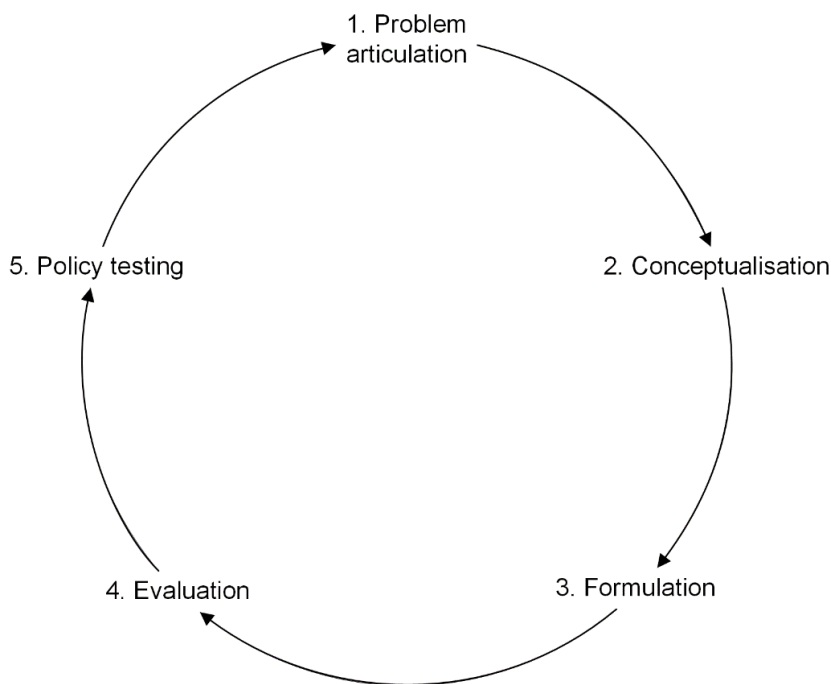 1. Problem
articulation
2. Conceptualisation
3. Formulation
4. Evaluation
5. Policy testing